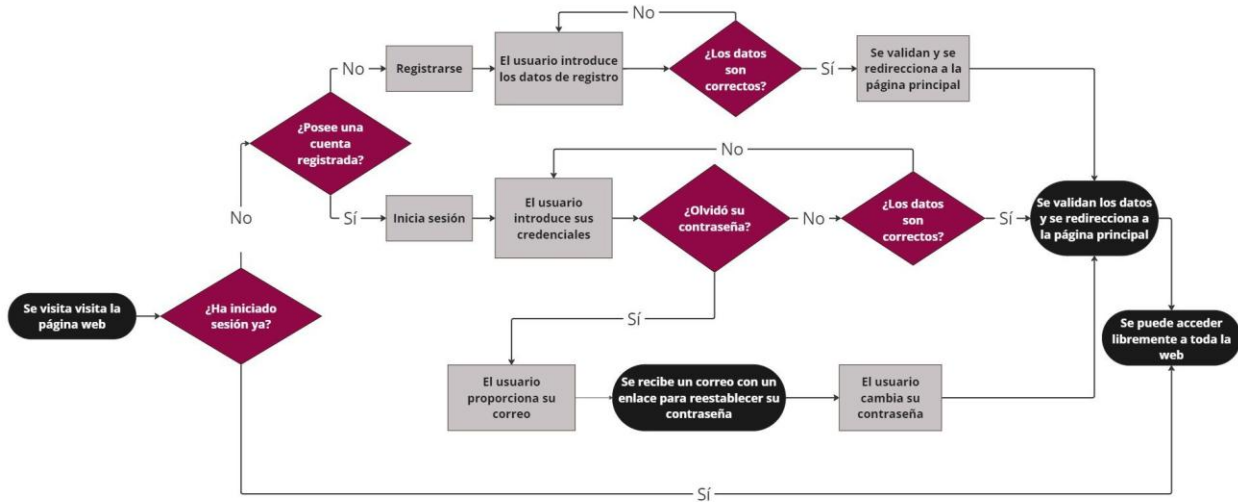 No
No
Registrarse
El usuario introduce
los datos de registro
¿Los datos
son
correctos?
Sí
Se validan y se
redirecciona a la
página principal
¿Posee una
cuenta
registrada?
No
No
Sí
Inicia sesión
El usuario
introduce sus
credenciales
¿Olvidó su
contraseña?
No
¿Los datos
son
correctos?
Sí
Se validan los datos
y se redirecciona a
la página principal
Se visita visita la
página web
¿Ha iniciado
sesión ya?
Sí
Se puede acceder
libremente a toda la
web
El usuario
proporciona su
correo
Se recibe un correo con un
enlace para reestablecer su
contraseña
El usuario
cambia su
contraseña
Sí